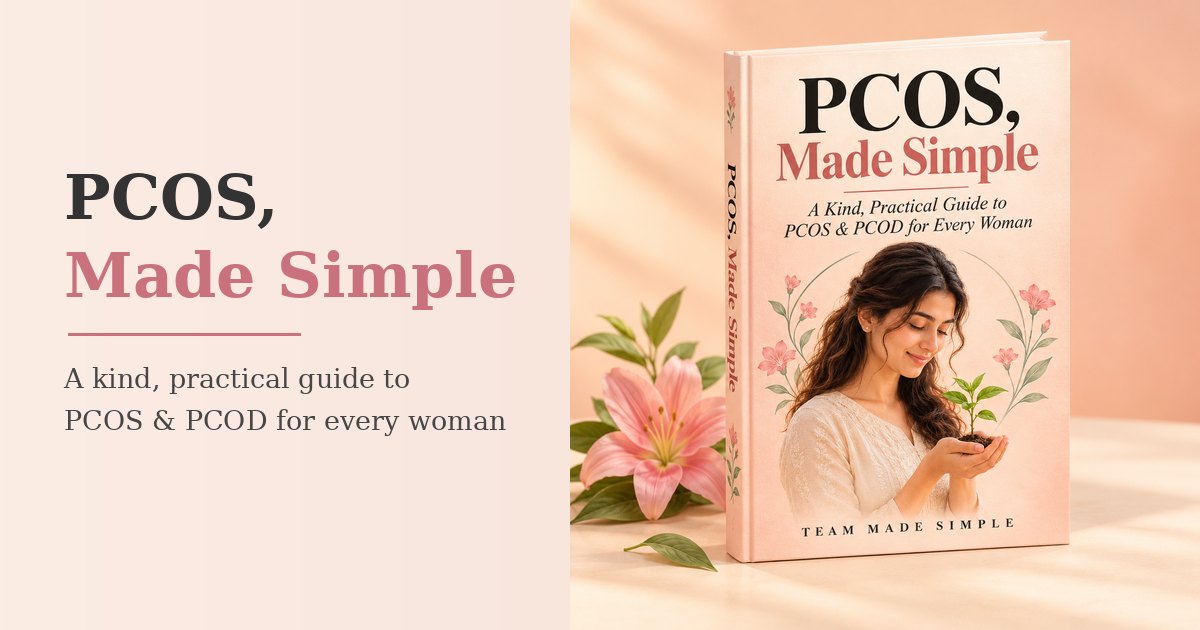 PCOS,
Made Simple
A kind, practical guide to
PCOS & PCOD for every woman
PCOS, Made Simple
PCOS,
Made Simple
A Kind, Practical Guide to
PCOS & PCOD for Every Woman
TEAM MADE SIMPLE